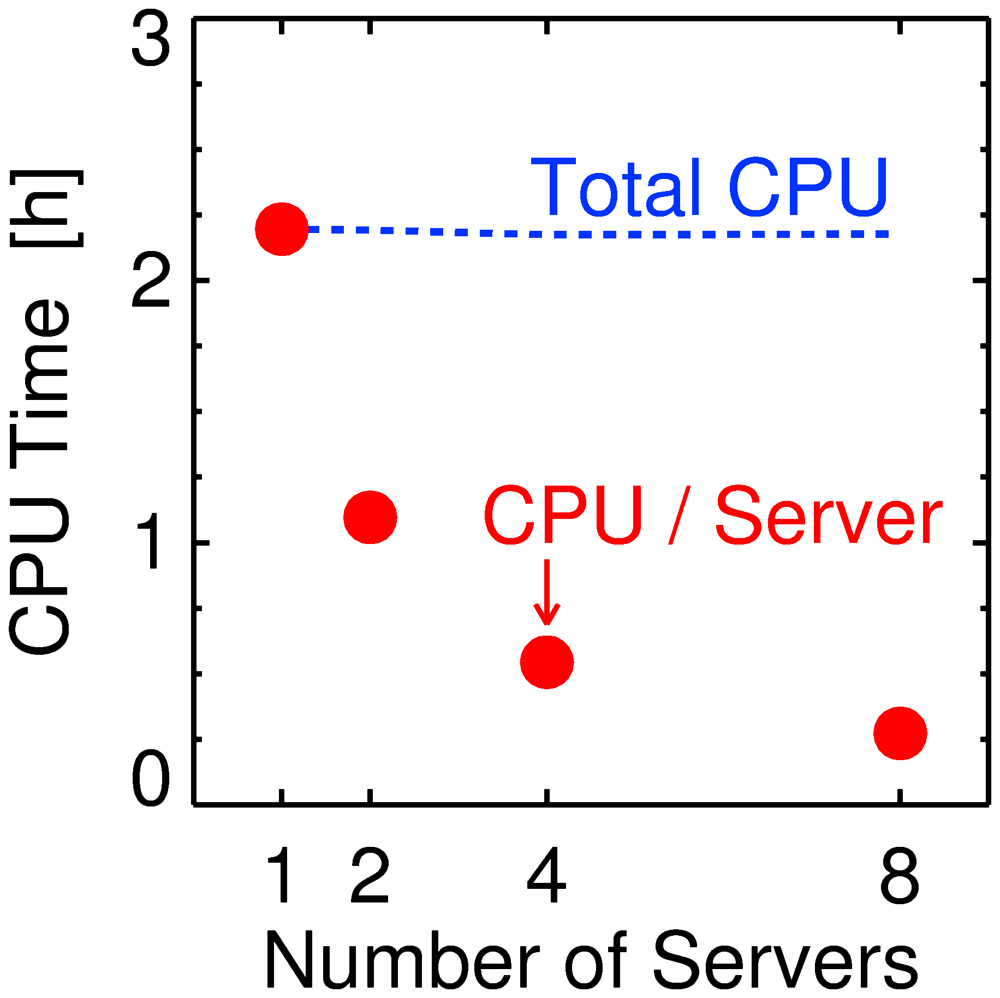 3
2
1
0
CPU Time [h]
Total CPU
CPU / Server
1 2 4 8
Number of Servers